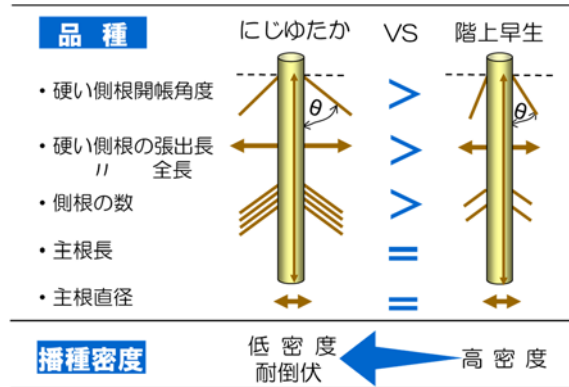 品種 にじゆたか VS 階上早生
・硬い側根開帳角度 θ > θ
・硬い側根の張出長 >
〃 全長
・側根の数 >
・主根長 =
・主根直径 =
播種密度 低密度 高密度
耐倒伏